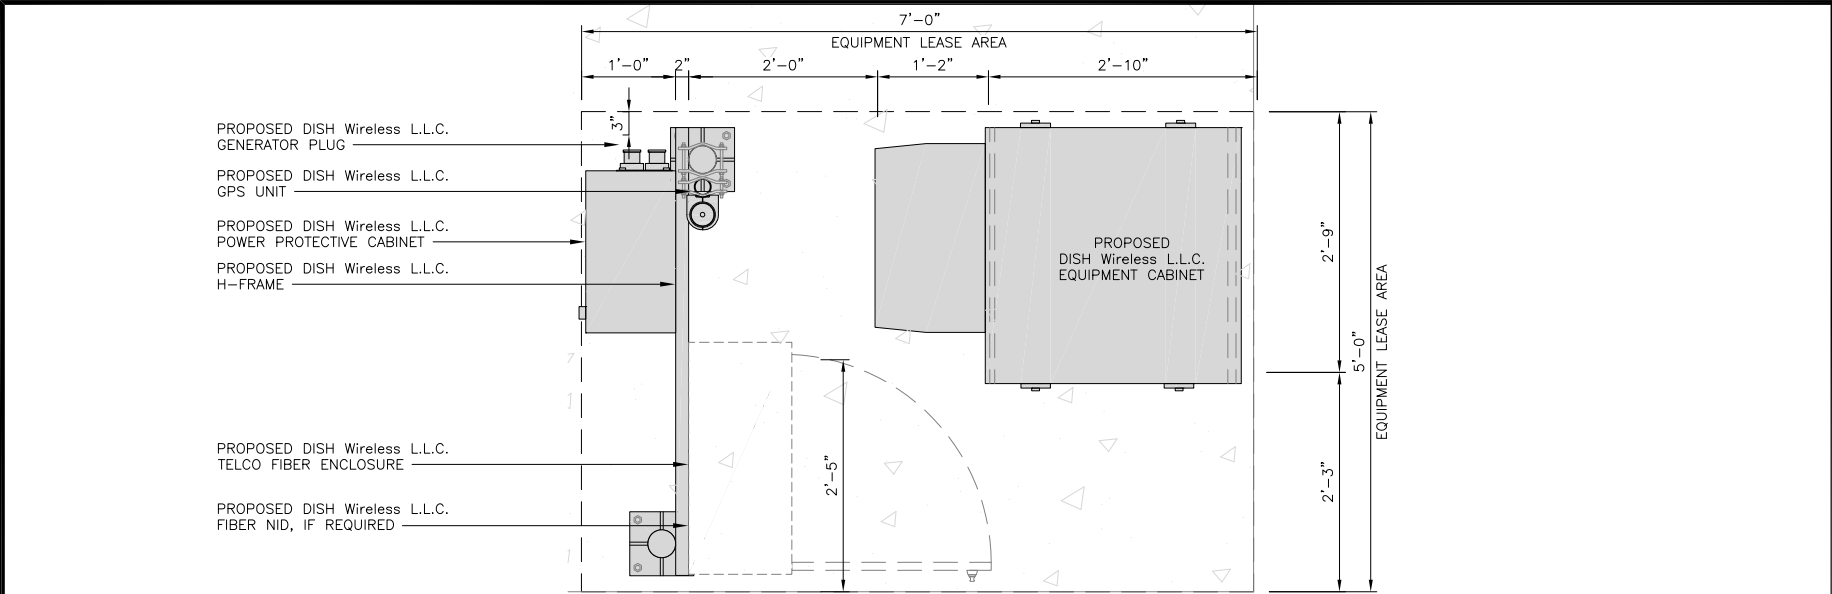 7'-0"
EQUIPMENT LEASE AREA
1'-0" 2" 2'-0" 1'-2" 2'-10"
3"
PROPOSED DISH Wireless L.L.C.
GENERATOR PLUG
PROPOSED DISH Wireless L.L.C.
GPS UNIT
PROPOSED DISH Wireless L.L.C.
POWER PROTECTIVE CABINET
PROPOSED DISH Wireless L.L.C.
H-FRAME
PROPOSED
DISH Wireless L.L.C.
EQUIPMENT CABINET
2'-9"
5'-0"
EQUIPMENT LEASE AREA
2'-3"
2'-5"
PROPOSED DISH Wireless L.L.C.
TELCO FIBER ENCLOSURE
PROPOSED DISH Wireless L.L.C.
FIBER NID, IF REQUIRED